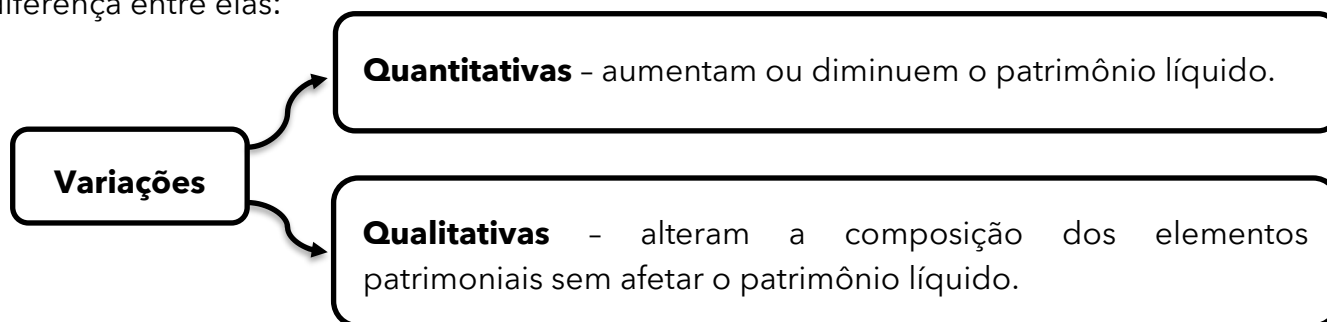 diferença entre elas:
Quantitativas – aumentam ou diminuem o patrimônio líquido.
Variações
Qualitativas – alteram a composição dos elementos
patrimoniais sem afetar o patrimônio líquido.